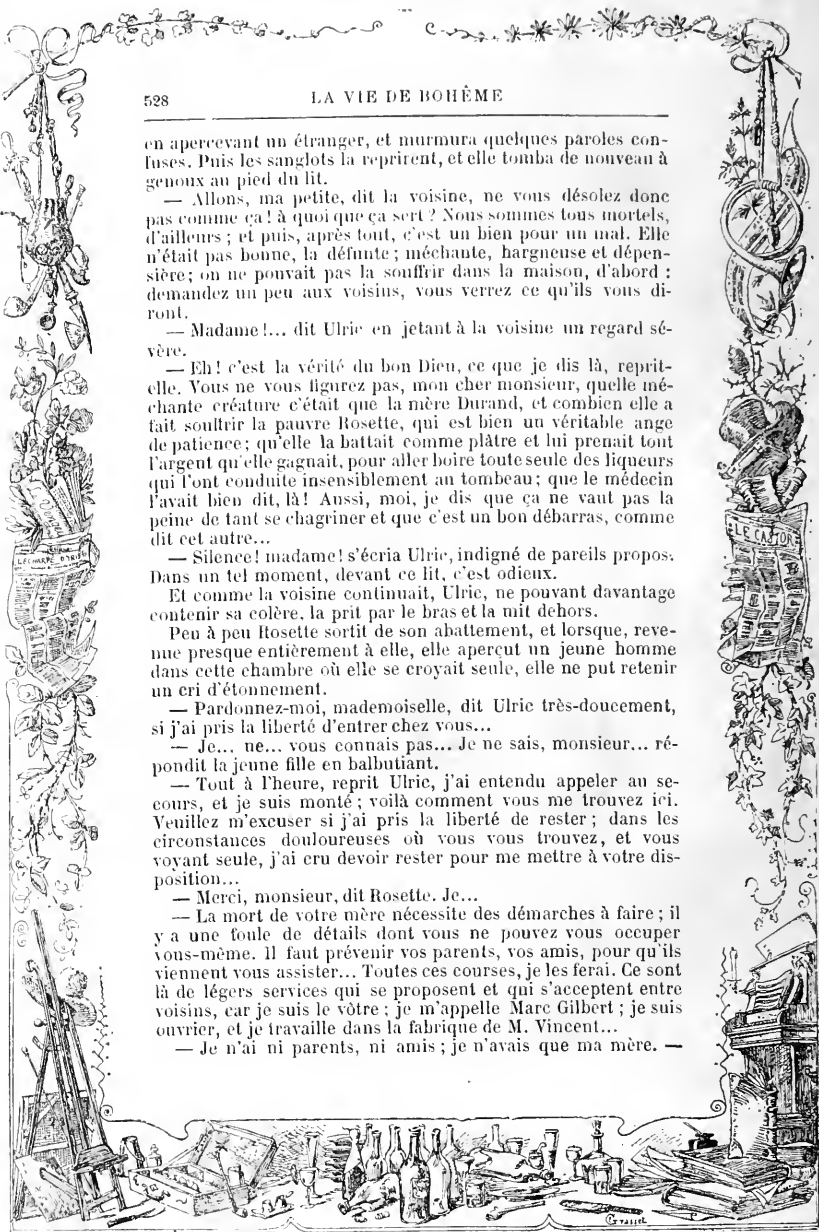 528
LA VIE DE BOHÊME
en apercevant un étranger, et murmura quelques paroles con-
fuses. Puis les sanglots la reprirent, et elle tomba de nouveau à
genoux au pied du lit.
— Allons, ma petite, dit la voisine, ne vous désolez donc
pas comme ça ! à quoi que ça sert ? Nous sommes tous mortels,
d'ailleurs ; et puis, après tout, c'est un bien pour un mal. Elle
n'était pas bonne, la défunte ; méchante, hargneuse et dépen-
sière ; on ne pouvait pas la souffrir dans la maison, d'abord :
demandez un peu aux voisins, vous verrez ce qu'ils vous di-
ront.
— Madame !... dit Ulric en jetant à la voisine un regard sé-
vère.
— Eh ! c'est la vérité du bon Dieu, ce que je dis là, reprit-
elle. Vous ne vous figurez pas, mon cher monsieur, quelle mé-
chante créature c'était que la mère Durand, et combien elle a
fait souffrir la pauvre Rosette, qui est bien un véritable ange
de patience ; qu'elle la battait comme plâtre et lui prenait tout
l'argent qu'elle gagnait, pour aller boire toute seule des liqueurs
qui l'ont conduite insensiblement au tombeau ; que le médecin
l'avait bien dit, là ! Aussi, moi, je dis que ça ne vaut pas la
peine de tant se chagriner et que c'est un bon débarras, comme
dit cet autre...
— Silence ! madame ! s'écria Ulric, indigné de pareils propos.
Dans un tel moment, devant ce lit, c'est odieux.
Et comme la voisine continuait, Ulric, ne pouvant davantage
contenir sa colère, la prit par le bras et la mit dehors.
Peu à peu Rosette sortit de son abattement, et lorsque, reve-
nue presque entièrement à elle, elle aperçut un jeune homme
dans cette chambre où elle se croyait seule, elle ne put retenir
un cri d'étonnement.
— Pardonnez-moi, mademoiselle, dit Ulric très-doucement,
si j'ai pris la liberté d'entrer chez vous...
— Je... ne... vous connais pas... Je ne sais, monsieur... ré-
pondit la jeune fille en balbutiant.
— Tout à l'heure, reprit Ulric, j'ai entendu appeler au se-
cours, et je suis monté ; voilà comment vous me trouvez ici.
Veuillez m'excuser si j'ai pris la liberté de rester ; dans les
circonstances douloureuses où vous vous trouvez, et vous
voyant seule, j'ai cru devoir rester pour me mettre à votre dis-
position...
— Merci, monsieur, dit Rosette. Je...
— La mort de votre mère nécessite des démarches à faire ; il
y a une foule de détails dont vous ne pouvez vous occuper
vous-même. Il faut prévenir vos parents, vos amis, pour qu'ils
viennent vous assister... Toutes ces courses, je les ferai. Ce sont
là de légers services qui se proposent et qui s'acceptent entre
voisins, car je suis le vôtre ; je m'appelle Marc Gilbert ; je suis
ouvrier, et je travaille dans la fabrique de M. Vincent...
— Je n'ai ni parents, ni amis ; je n'avais que ma mère. —
LECHARPE D'IRIS
LE CASTOR
Grasset